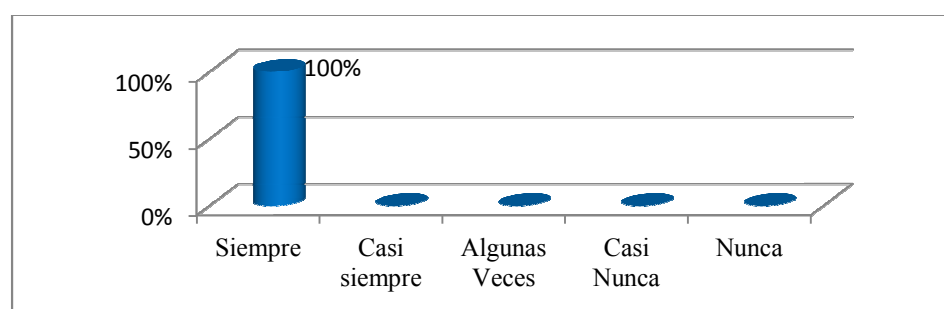 100%
100%
50%
0%
Siempre
Casi
siempre
Algunas
Veces
Casi
Nunca
Nunca